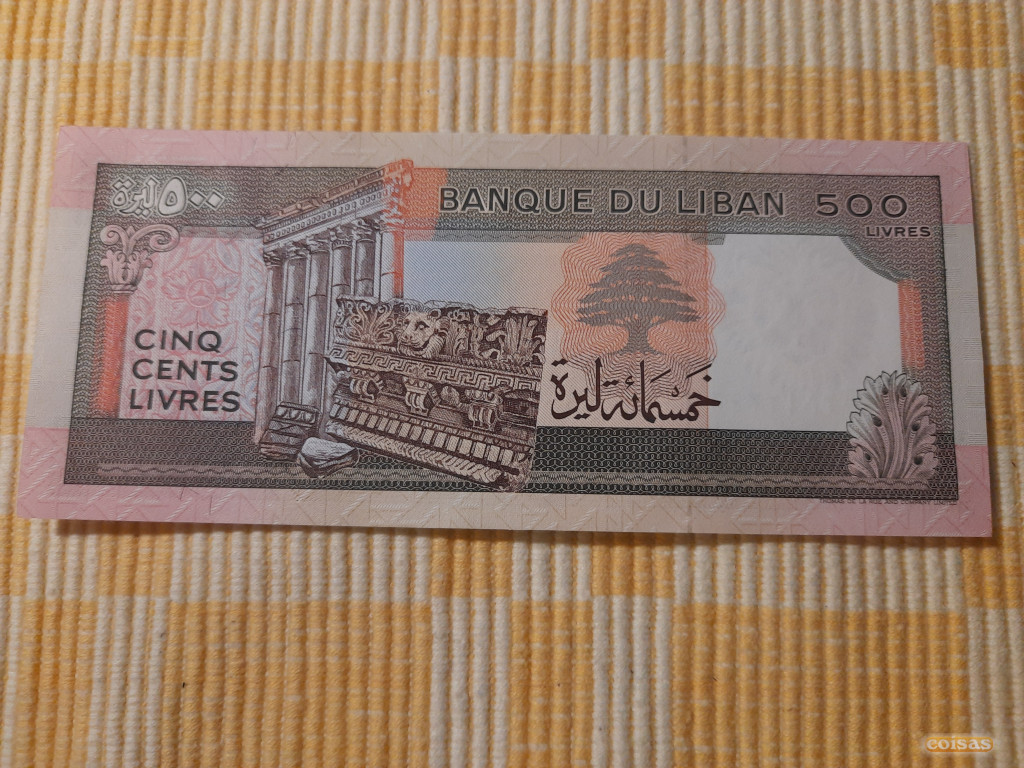 ٥٠٠ ليرة
BANQUE DU LIBAN 500
LIVRES
CINQ
CENTS
LIVRES
خمسمائة ليرة
coisas